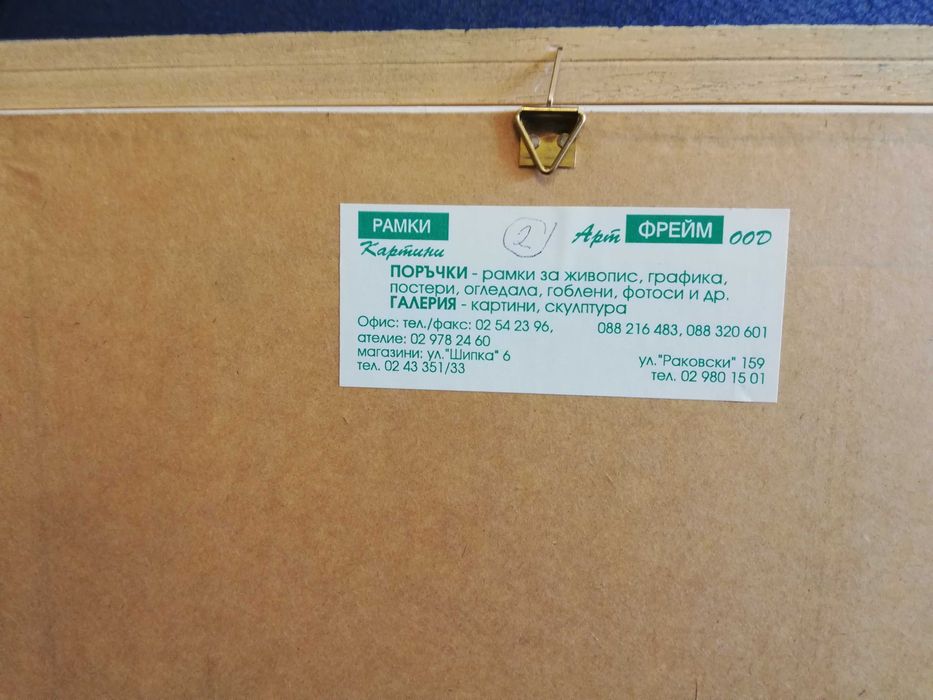 РАМКИ 2 Арт ФРЕЙМ ООД
Картини
ПОРЪЧКИ - рамки за живопис, графика,
постери, огледала, гоблени, фотоси и др.
ГАЛЕРИЯ - картини, скулптура
Офис: тел./факс: 02 54 23 96, 088 216 483, 088 320 601
ателие: 02 978 24 60
магазини: ул."Шипка" 6 ул."Раковски" 159
тел. 02 43 351/33 тел. 02 980 15 01